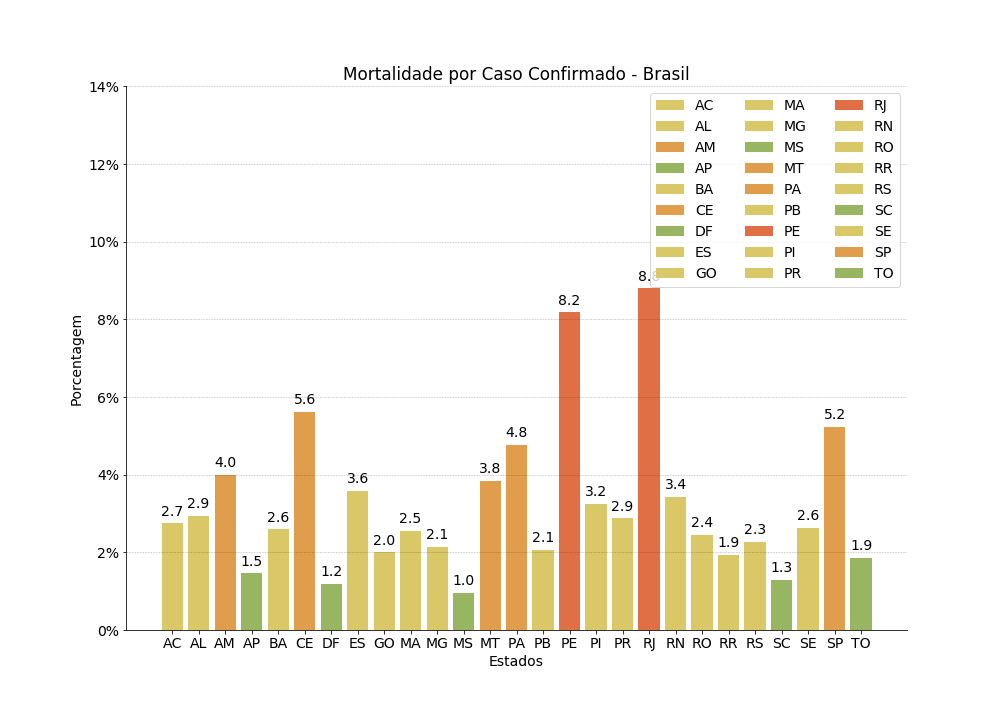 Mortalidade por Caso Confirmado - Brasil
14%
12%
10%
8%
6%
4%
2%
0%
Porcentagem
AC MA RJ
AL MG RN
AM MS RO
AP MT RR
BA PA RS
CE PB SC
DF PE SE
ES PI SP
GO PR TO
2.7 2.9 4.0 1.5 2.6 5.6 1.2 3.6 2.0 2.5 2.1 1.0 3.8 4.8 2.1 8.2 3.2 2.9 8.8 3.4 2.4 1.9 2.3 1.3 2.6 5.2 1.9
AC AL AM AP BA CE DF ES GO MA MG MS MT PA PB PE PI PR RJ RN RO RR RS SC SE SP TO
Estados